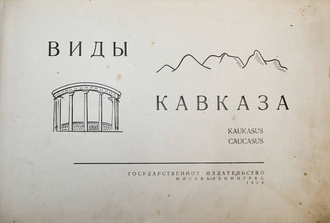 ВИДЫ
КАВКАЗА
KAUKASUS
CAUCASUS
ГОСУДАРСТВЕННОЕ ИЗДАТЕЛЬСТВО
МОСКВА ЛЕНИНГРАД